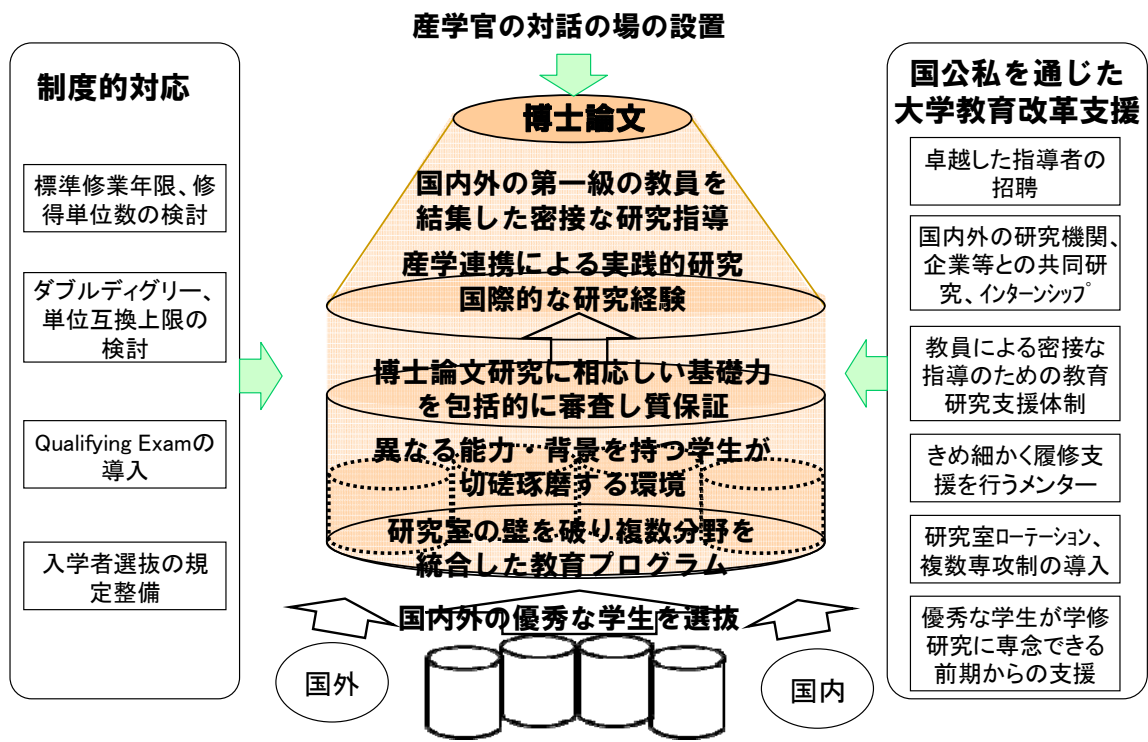 産学官の対話の場の設置
制度的対応
標準修業年限、修
得単位数の検討
ダブルディグリー、
単位互換上限の
検討
Qualifying Examの
導入
入学者選抜の規
定整備
博士論文
国内外の第一級の教員を
結集した密接な研究指導
産学連携による実践的研究
国際的な研究経験
博士論文研究に相応しい基礎力
を包括的に審査し質保証
異なる能力・背景を持つ学生が
切磋琢磨する環境
研究室の壁を破り複数分野を
統合した教育プログラム
国内外の優秀な学生を選抜
国外
国内
国公私を通じた
大学教育改革支援
卓越した指導者の
招聘
国内外の研究機関、
企業等との共同研
究、インターンシップ
教員による密接な
指導のための教育
研究支援体制
きめ細かく履修支
援を行うメンター
研究室ローテーション、
複数専攻制の導入
優秀な学生が学修
研究に専念できる
前期からの支援